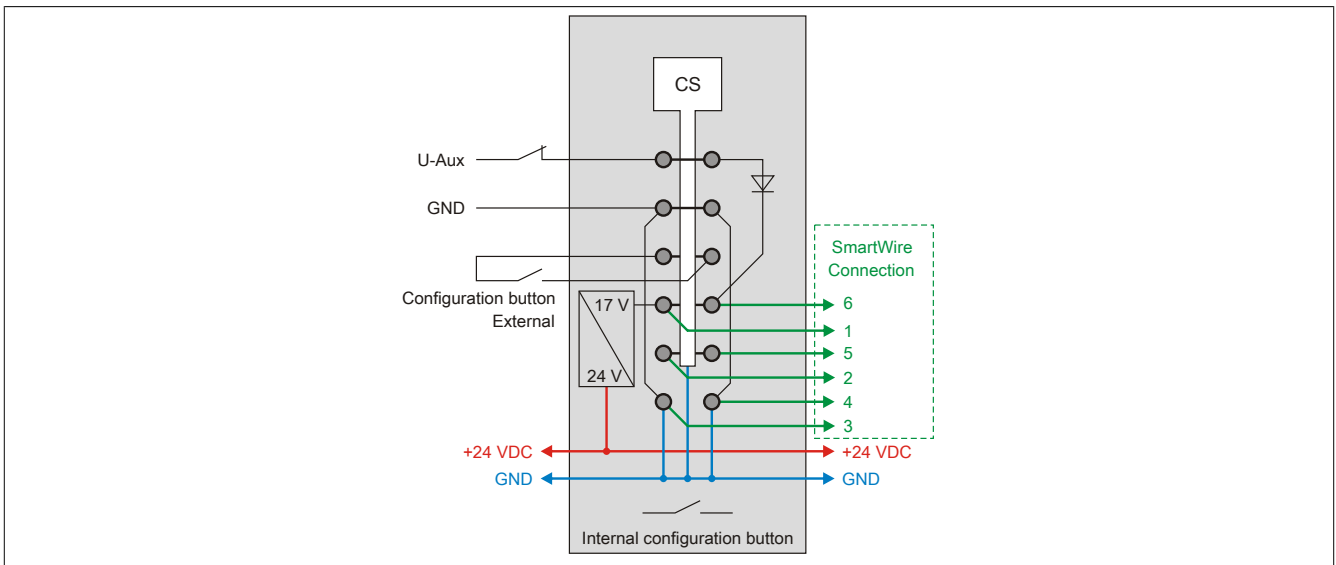 CS
U-Aux
GND
SmartWire
Connection
Configuration button
External
17 V
24 V
6
1
5
2
4
3
+24 VDC
+24 VDC
GND
GND
Internal configuration button